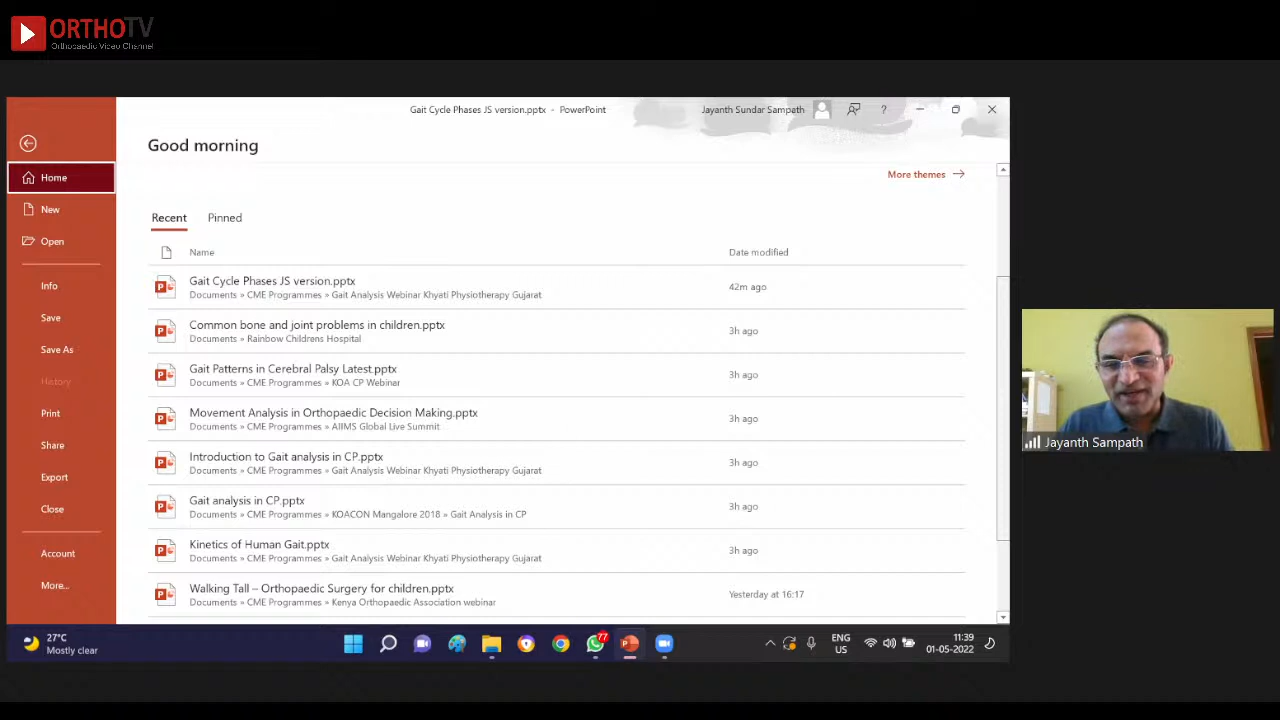 ORTHOTV
Orthopaedic Video Channel
Gait Cycle Phases JS version.pptx - PowerPoint
Jayanth Sundar Sampath
?
Good morning
Home
More themes
New
Recent
Pinned
Open
Name
Date modified
Info
Gait Cycle Phases JS version.pptx
Documents » CME Programmes » Gait Analysis Webinar Khyati Physiotherapy Gujarat
42m ago
Save
Common bone and joint problems in children.pptx
Documents » Rainbow Childrens Hospital
3h ago
Save As
Gait Patterns in Cerebral Palsy Latest.pptx
Documents » CME Programmes » KOA CP Webinar
3h ago
History
Print
Movement Analysis in Orthopaedic Decision Making.pptx
Documents » CME Programmes » AIIMS Global Live Summit
3h ago
Share
Introduction to Gait analysis in CP.pptx
Documents » CME Programmes » Gait Analysis Webinar Khyati Physiotherapy Gujarat
3h ago
Export
Gait analysis in CP.pptx
Documents » CME Programmes » KOACON Mangalore 2018 » Gait Analysis in CP
3h ago
Close
Kinetics of Human Gait.pptx
Documents » CME Programmes » Gait Analysis Webinar Khyati Physiotherapy Gujarat
3h ago
Account
Walking Tall – Orthopaedic Surgery for children.pptx
Documents » CME Programmes » Kenya Orthopaedic Association webinar
Yesterday at 16:17
More...
Jayanth Sampath
27°C
Mostly clear
77
ENG
US
11:39
01-05-2022